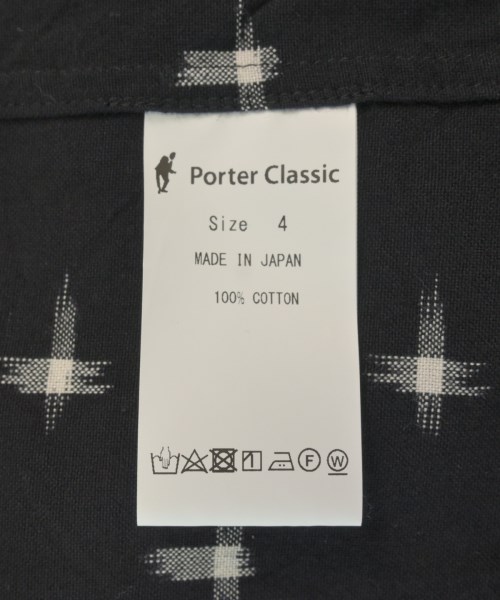 Porter Classic
Size 4
MADE IN JAPAN
100% COTTON
F
W